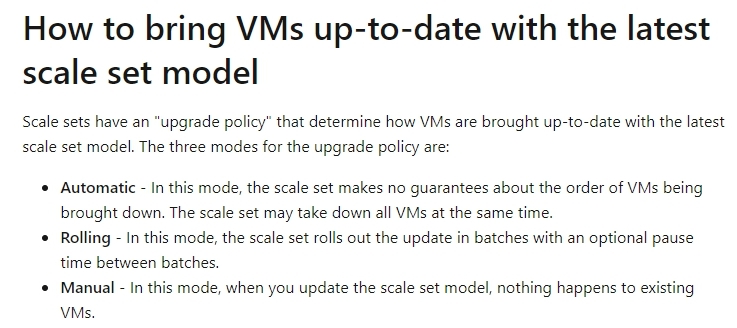 How to bring VMs up-to-date with the latest
scale set model
Scale sets have an "upgrade policy" that determine how VMs are brought up-to-date with the latest
scale set model. The three modes for the upgrade policy are:
• Automatic - In this mode, the scale set makes no guarantees about the order of VMs being
brought down. The scale set may take down all VMs at the same time.
• Rolling - In this mode, the scale set rolls out the update in batches with an optional pause
time between batches.
• Manual - In this mode, when you update the scale set model, nothing happens to existing
VMs.